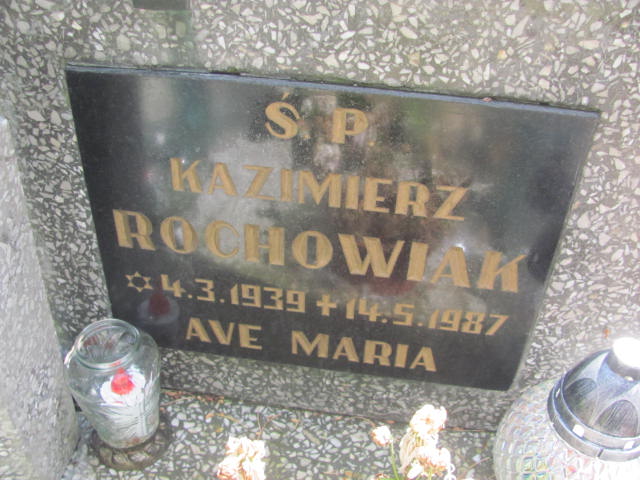 Ś P.
KAZIMIERZ
ROCHOWIAK
✡ 4.3.1939 + 14.5.1987
AVE MARIA